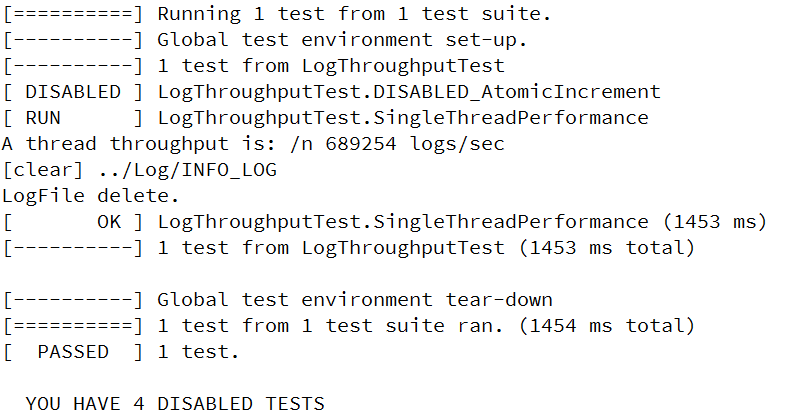 [==========] Running 1 test from 1 test suite.
[----------] Global test environment set-up.
[----------] 1 test from LogThroughputTest
[ DISABLED ] LogThroughputTest.DISABLED_AtomicIncrement
[ RUN      ] LogThroughputTest.SingleThreadPerformance
A thread throughput is: /n 689254 logs/sec
[clear] ../Log/INFO_LOG
LogFile delete.
[       OK ] LogThroughputTest.SingleThreadPerformance (1453 ms)
[----------] 1 test from LogThroughputTest (1453 ms total)
[----------] Global test environment tear-down
[==========] 1 test from 1 test suite ran. (1454 ms total)
[  PASSED  ] 1 test.
YOU HAVE 4 DISABLED TESTS